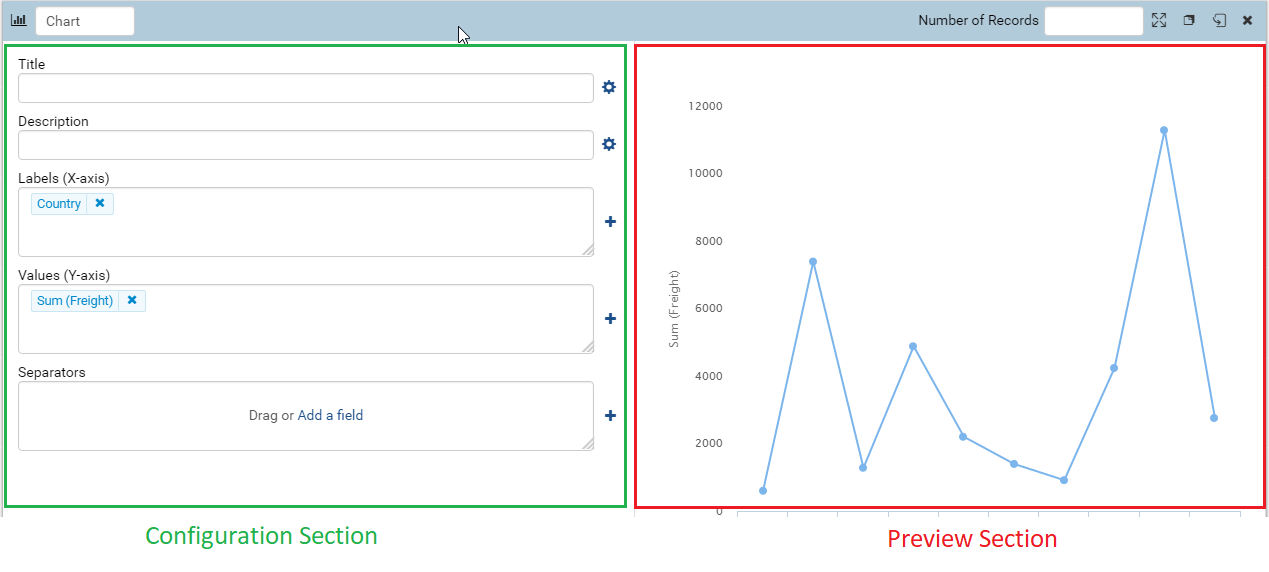 Chart
Number of Records
Title
Description
Labels (X-axis)
Country
Values (Y-axis)
Sum (Freight)
Separators
Drag or Add a field
12000
10000
8000
6000
4000
2000
0
Sum (Freight)
Configuration Section
Preview Section